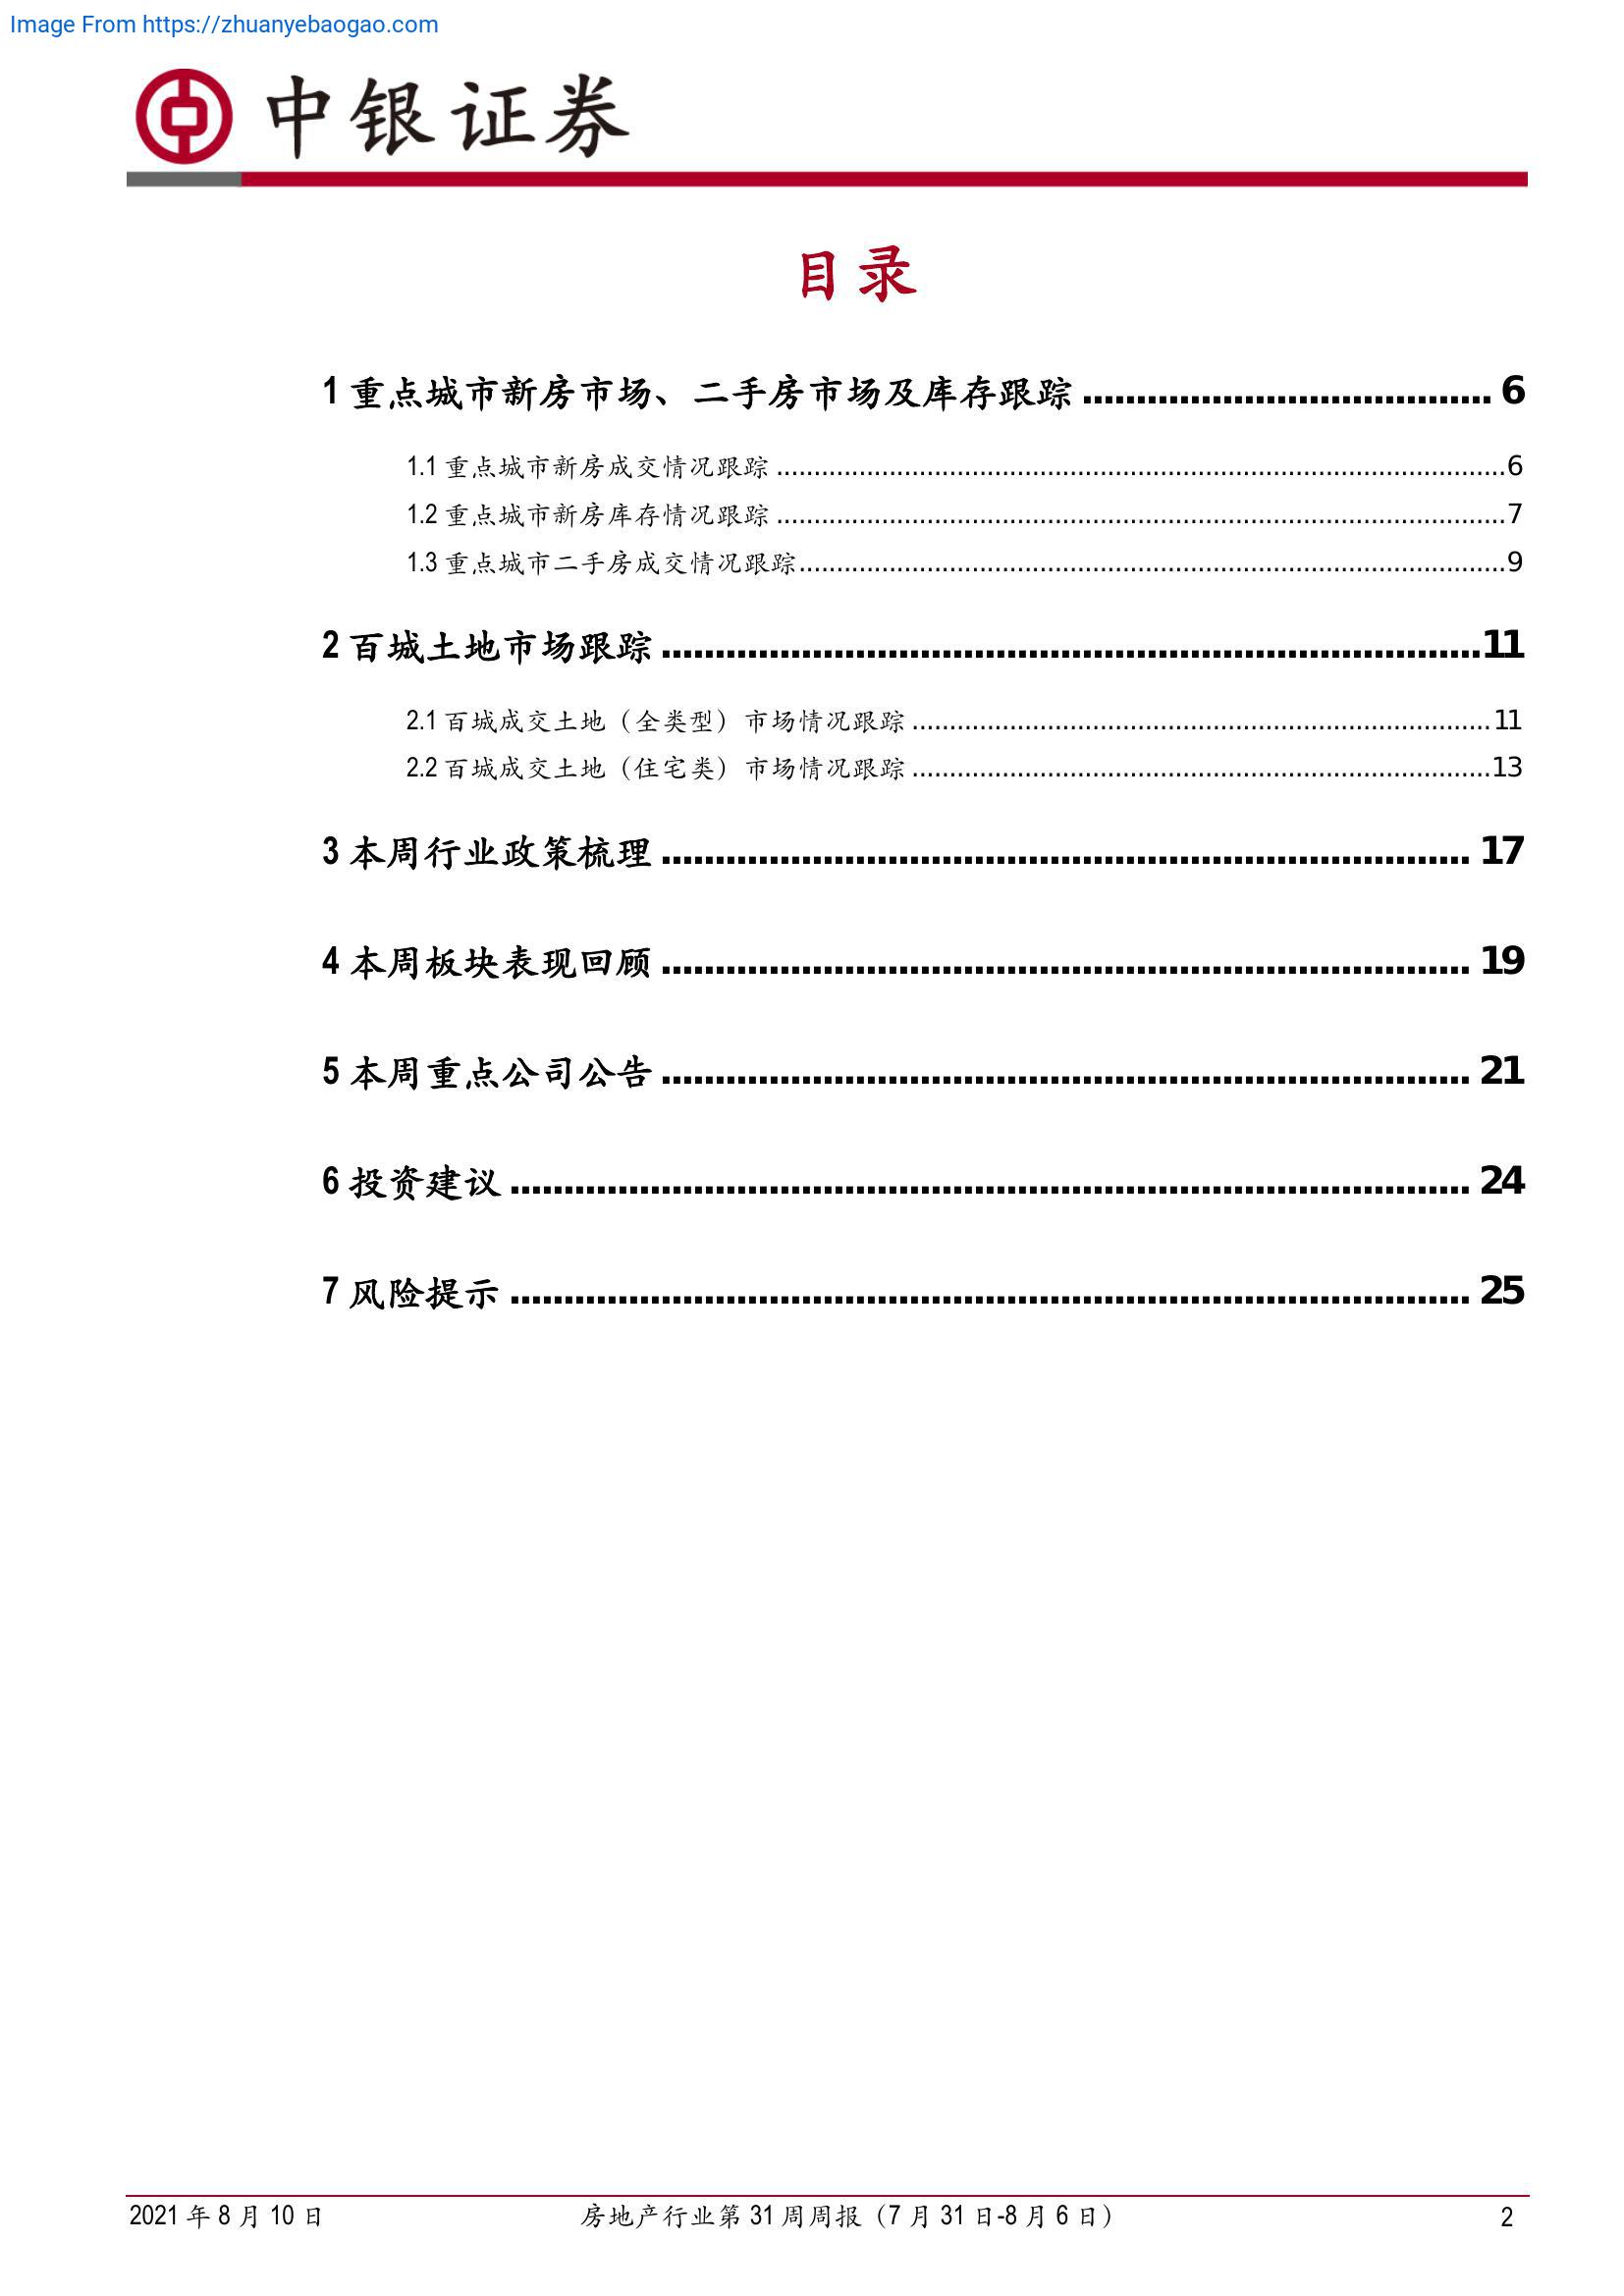 Image From https://zhuanyebaogao.com
中银证券
目录
1 重点城市新房市场、二手房市场及库存跟踪 ...................................... 6
1.1 重点城市新房成交情况跟踪 ................................................................................................6
1.2 重点城市新房库存情况跟踪 ................................................................................................7
1.3 重点城市二手房成交情况跟踪.............................................................................................9
2 百城土地市场跟踪 ............................................................................11
2.1 百城成交土地（全类型）市场情况跟踪 ............................................................................ 11
2.2 百城成交土地（住宅类）市场情况跟踪 ............................................................................13
3 本周行业政策梳理 ........................................................................... 17
4 本周板块表现回顾 ........................................................................... 19
5 本周重点公司公告 ........................................................................... 21
6 投资建议 ......................................................................................... 24
7 风险提示 ......................................................................................... 25
2021 年 8 月 10 日 房地产行业第 31 周周报（7 月 31 日-8 月 6 日） 2